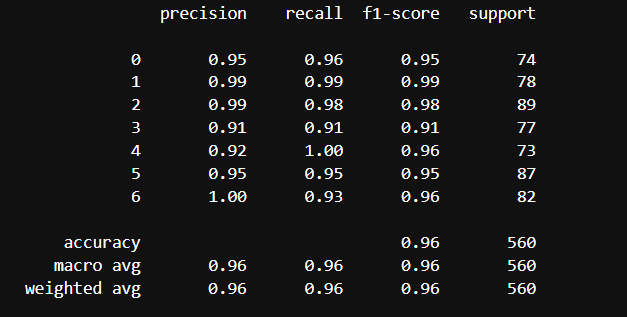 precision recall f1-score support
0 0.95 0.96 0.95 74
1 0.99 0.99 0.99 78
2 0.99 0.98 0.98 89
3 0.91 0.91 0.91 77
4 0.92 1.00 0.96 73
5 0.95 0.95 0.95 87
6 1.00 0.93 0.96 82
accuracy 0.96 560
macro avg 0.96 0.96 0.96 560
weighted avg 0.96 0.96 0.96 560